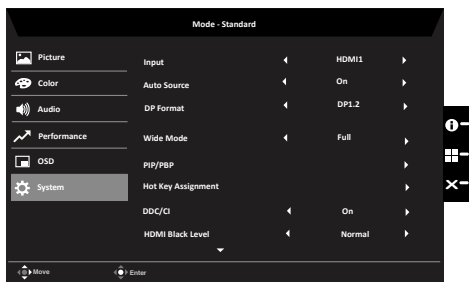 Mode - Standard
Picture
Color
Audio
Performance
OSD
System
Input HDMI1
Auto Source On
DP Format DP1.2
Wide Mode Full
PIP/PBP
Hot Key Assignment
DDC/CI On
HDMI Black Level Normal
Move Enter